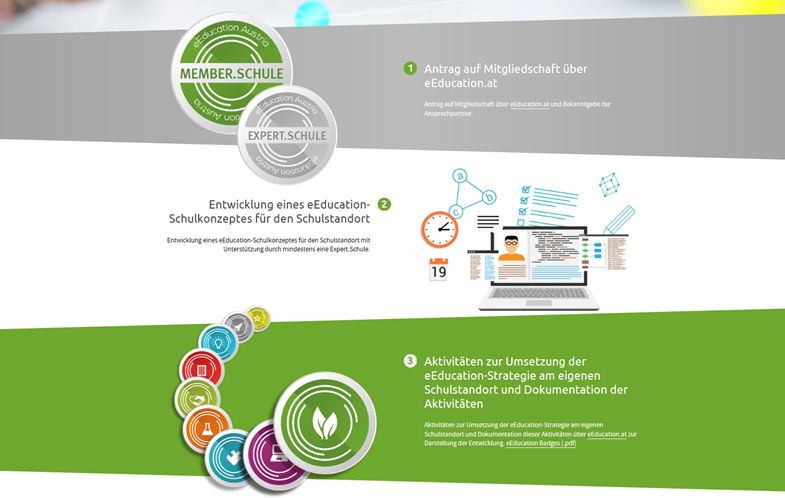 eEducation Austria
MEMBER.SCHULE
eEducation Austria
EXPERT.SCHULE
eEducation Austria
1
Antrag auf Mitgliedschaft über
eEducation.at
Antrag auf Mitgliedschaft über eEducation.at und Bekanntgabe der
Ansprechpartner.
Entwicklung eines eEducation-
Schulkonzeptes für den Schulstandort
2
Entwicklung eines eEducation-Schulkonzeptes für den Schulstandort mit
Unterstützung durch mindestens eine Expert.Schule.
a
b
c
19
3
Aktivitäten zur Umsetzung der
eEducation-Strategie am eigenen
Schulstandort und Dokumentation der
Aktivitäten
Aktivitäten zur Umsetzung der eEducation-Strategie am eigenen
Schulstandort und Dokumentation dieser Aktivitäten über eEducation.at zur
Darstellung der Entwicklung. eEducation Badges (.pdf)